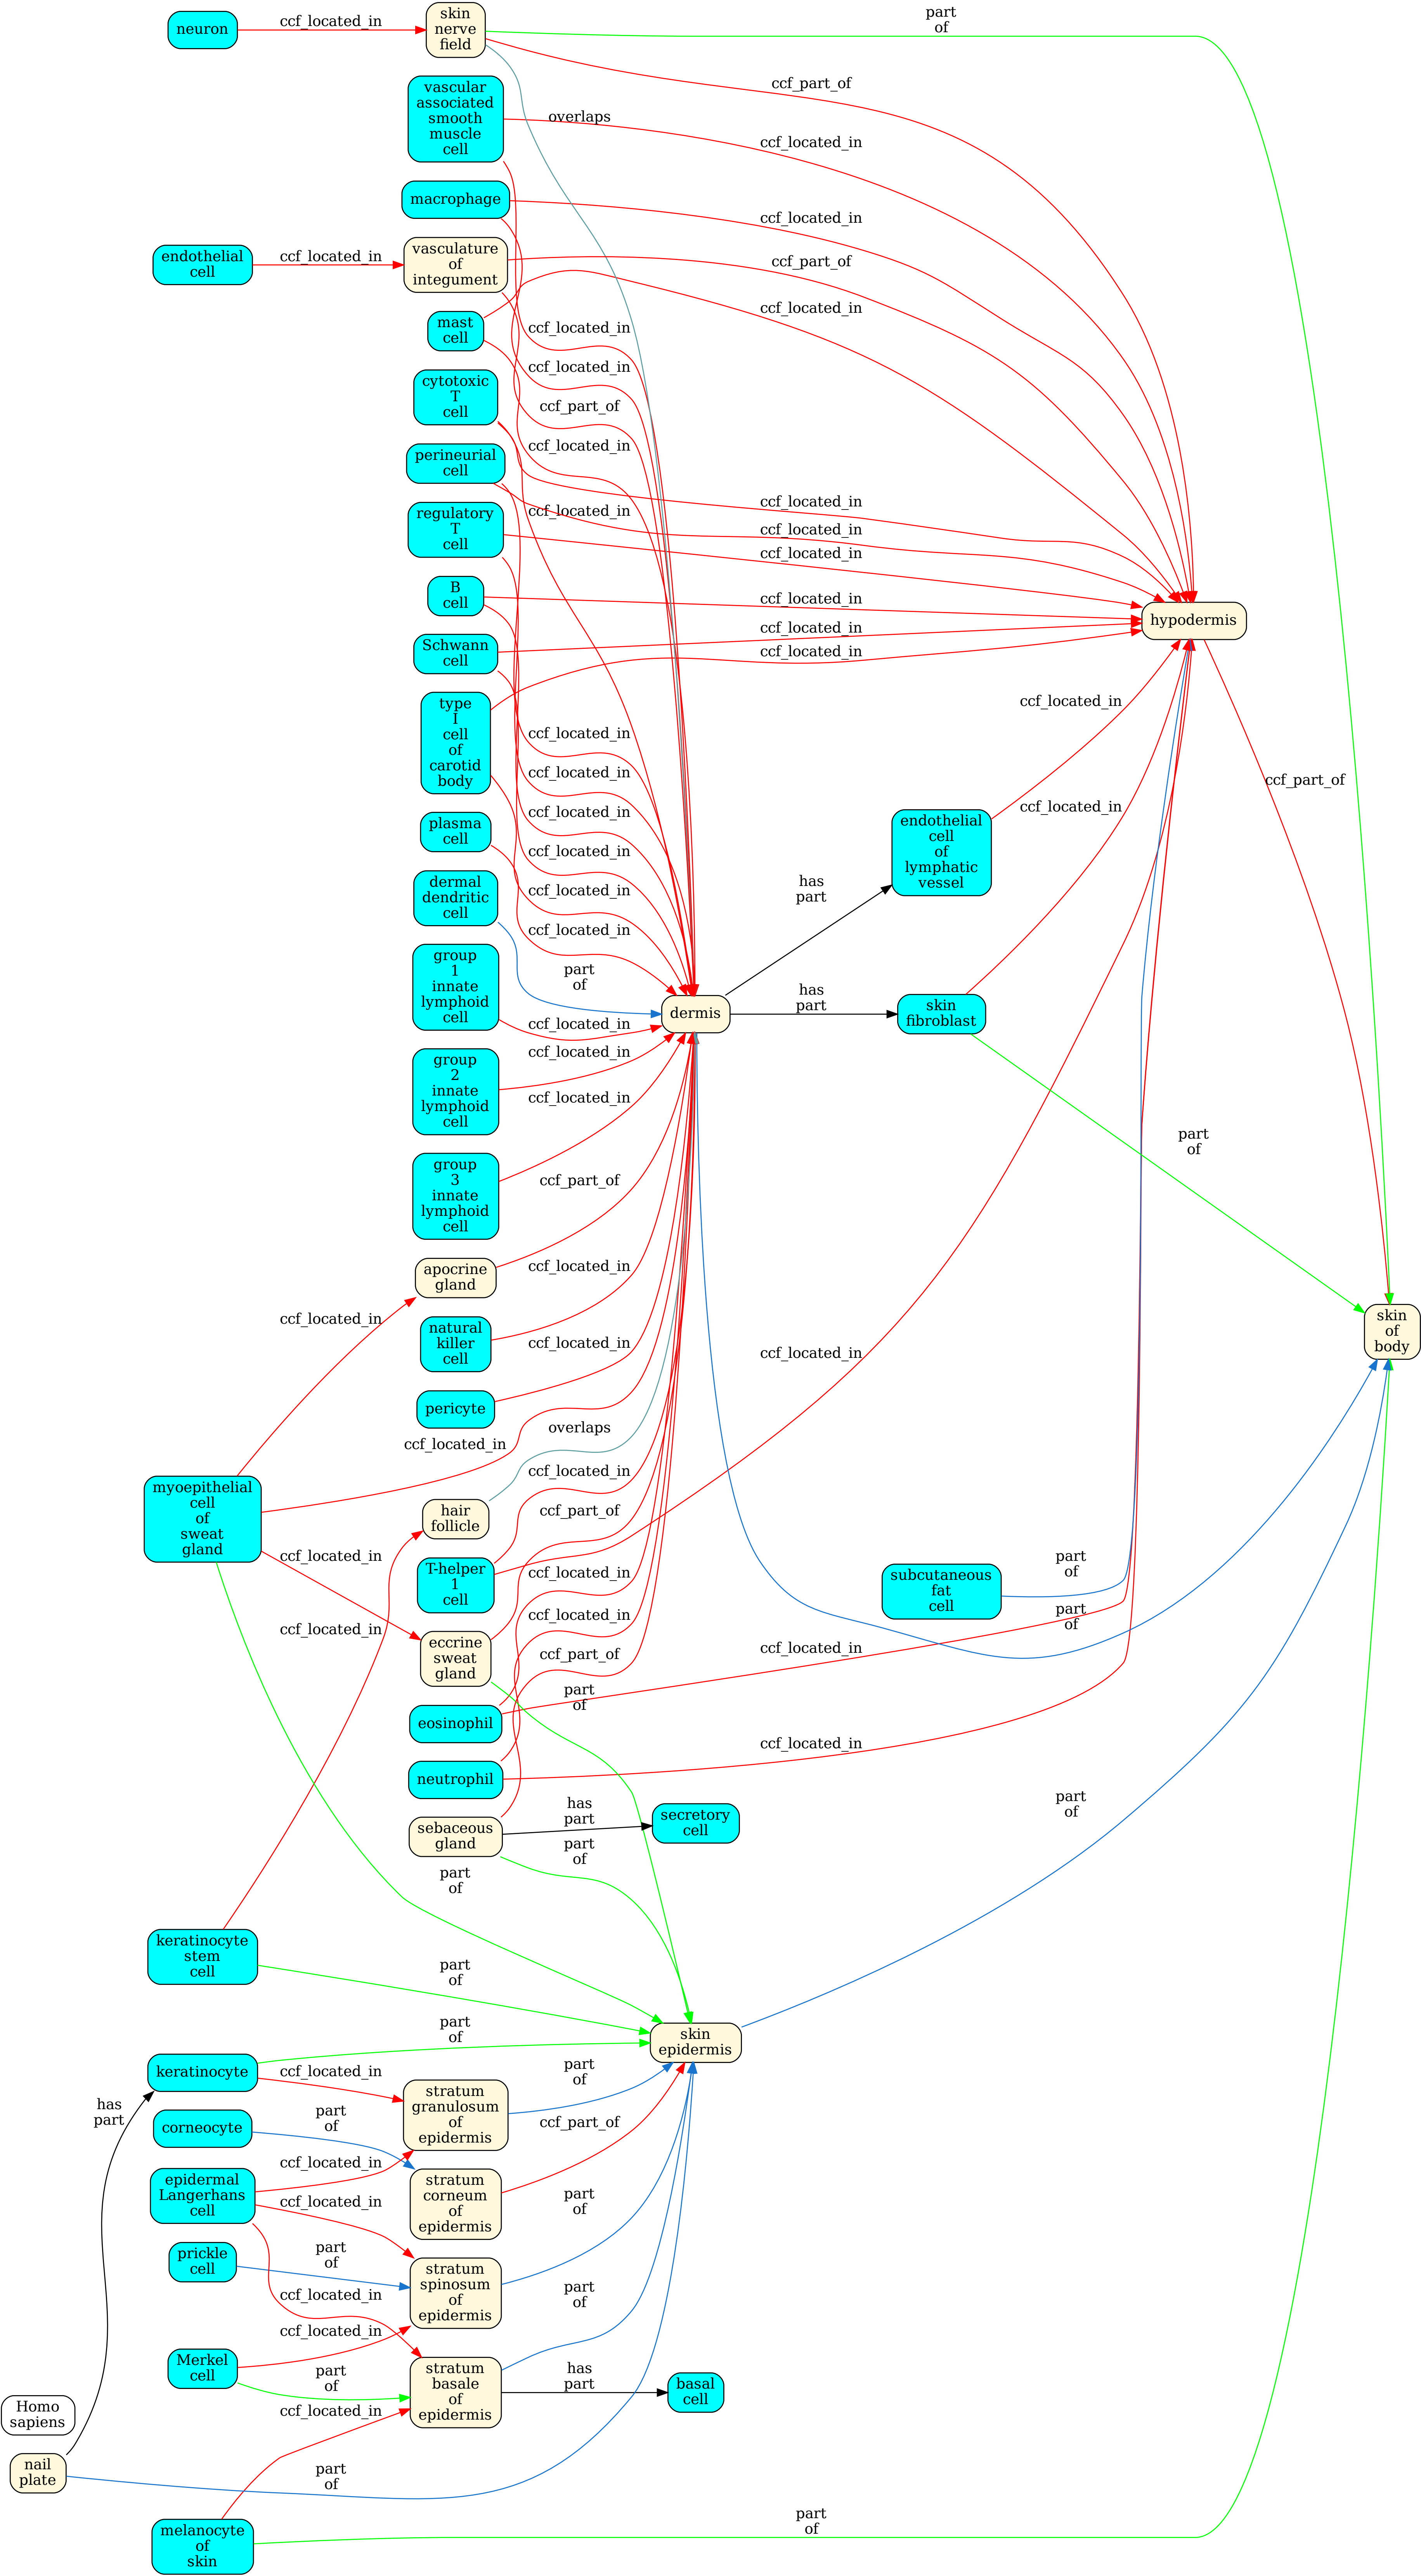 neuron
ccf_located_in
skin
nerve
field
part
of
ccf_part_of
vascular
associated
smooth
muscle
cell
overlaps
ccf_located_in
macrophage
ccf_located_in
endothelial
cell
ccf_located_in
vasculature
of
integument
ccf_part_of
mast
cell
ccf_located_in
ccf_located_in
ccf_located_in
cytotoxic
T
cell
ccf_part_of
ccf_located_in
perineurial
cell
ccf_located_in
ccf_located_in
regulatory
T
cell
ccf_located_in
ccf_located_in
B
cell
ccf_located_in
hypodermis
Schwann
cell
ccf_located_in
ccf_located_in
type
I
cell
of
carotid
body
ccf_located_in
ccf_located_in
ccf_located_in
ccf_part_of
plasma
cell
ccf_located_in
ccf_located_in
endothelial
cell
of
lymphatic
vessel
ccf_located_in
dermal
dendritic
cell
ccf_located_in
has
part
ccf_located_in
group
1
innate
lymphoid
cell
part
of
ccf_located_in
dermis
has
part
skin
fibroblast
group
2
innate
lymphoid
cell
ccf_located_in
ccf_located_in
group
3
innate
lymphoid
cell
ccf_part_of
part
of
apocrine
gland
ccf_located_in
ccf_located_in
natural
killer
cell
ccf_located_in
ccf_located_in
skin
of
body
pericyte
ccf_located_in
overlaps
myoepithelial
cell
of
sweat
gland
ccf_located_in
hair
follicle
ccf_located_in
ccf_part_of
T-helper
1
cell
ccf_located_in
subcutaneous
fat
cell
part
of
ccf_located_in
eccrine
sweat
gland
ccf_located_in
ccf_part_of
ccf_located_in
part
of
eosinophil
part
of
neutrophil
ccf_located_in
sebaceous
gland
has
part
secretory
cell
part
of
part
of
part
of
keratinocyte
stem
cell
part
of
skin
epidermis
keratinocyte
part
of
ccf_located_in
has
part
stratum
granulosum
of
epidermis
part
of
corneocyte
part
of
ccf_part_of
epidermal
Langerhans
cell
ccf_located_in
ccf_located_in
stratum
corneum
of
epidermis
part
of
prickle
cell
part
of
ccf_located_in
stratum
spinosum
of
epidermis
part
of
Merkel
cell
ccf_located_in
part
of
stratum
basale
of
epidermis
has
part
basal
cell
Homo
sapiens
ccf_located_in
nail
plate
part
of
melanocyte
of
skin
part
of